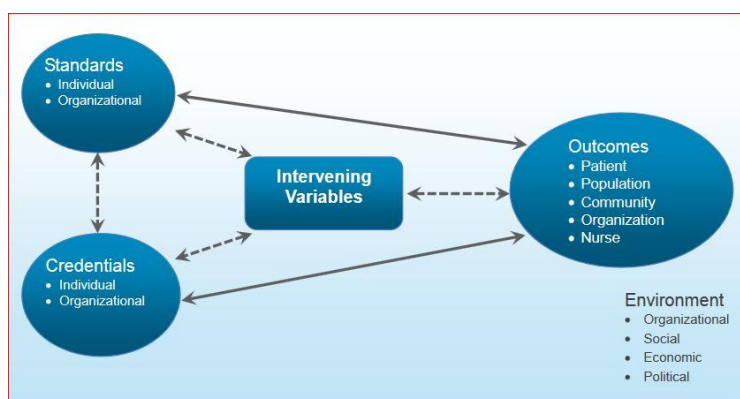 Standards
• Individual
• Organizational
Intervening
Variables
Outcomes
• Patient
• Population
• Community
• Organization
• Nurse
Credentials
• Individual
• Organizational
Environment
• Organizational
• Social
• Economic
• Political